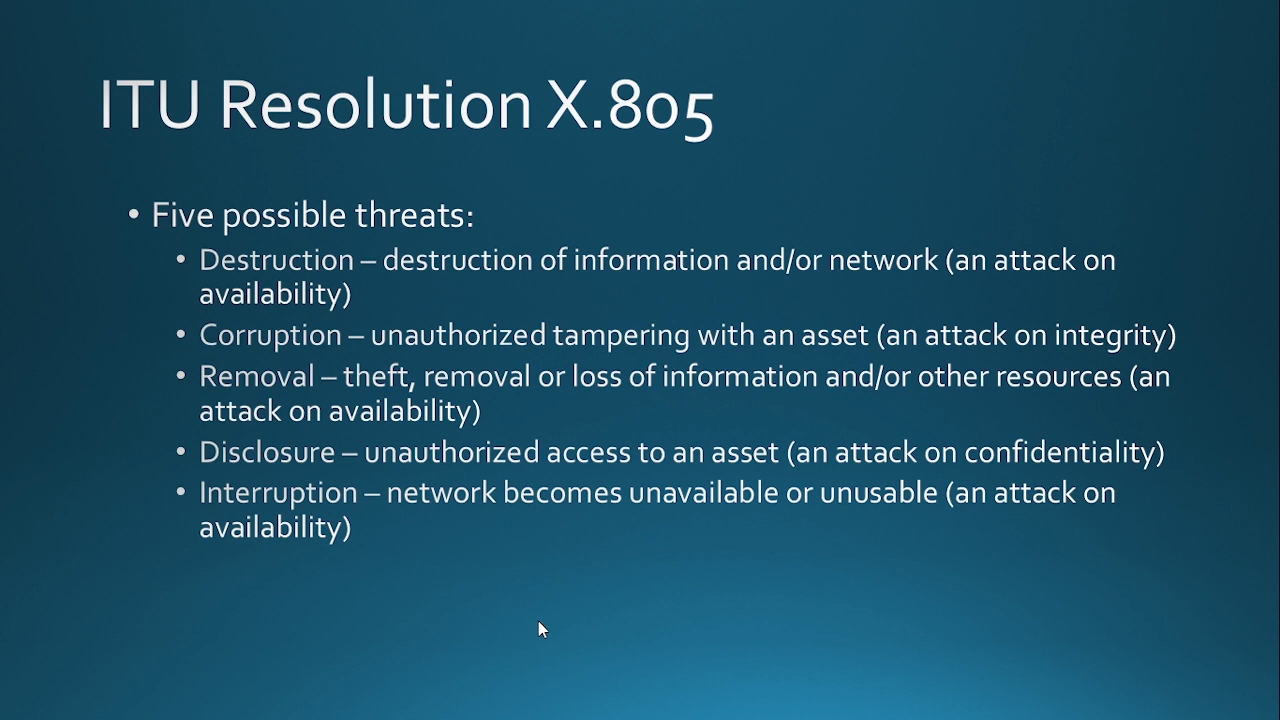 ITU Resolution X.805
• Five possible threats:
• Destruction – destruction of information and/or network (an attack on
availability)
• Corruption – unauthorized tampering with an asset (an attack on integrity)
• Removal – theft, removal or loss of information and/or other resources (an
attack on availability)
• Disclosure – unauthorized access to an asset (an attack on confidentiality)
• Interruption – network becomes unavailable or unusable (an attack on
availability)